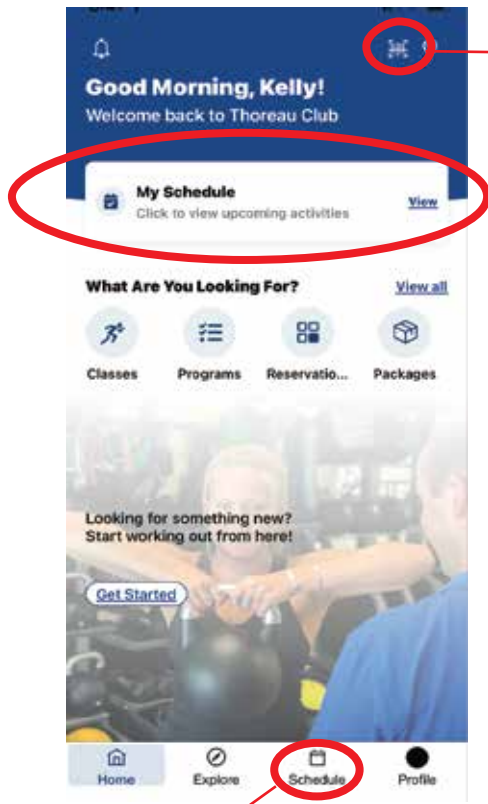 Good Morning, Kelly!
Welcome back to Thoreau Club
My Schedule
Click to view upcoming activities
View
What Are You Looking For?
View all
Classes
Programs
Reservatio...
Packages
Looking for something new?
Start working out from here!
Get Started
Home
Explore
Schedule
Profile